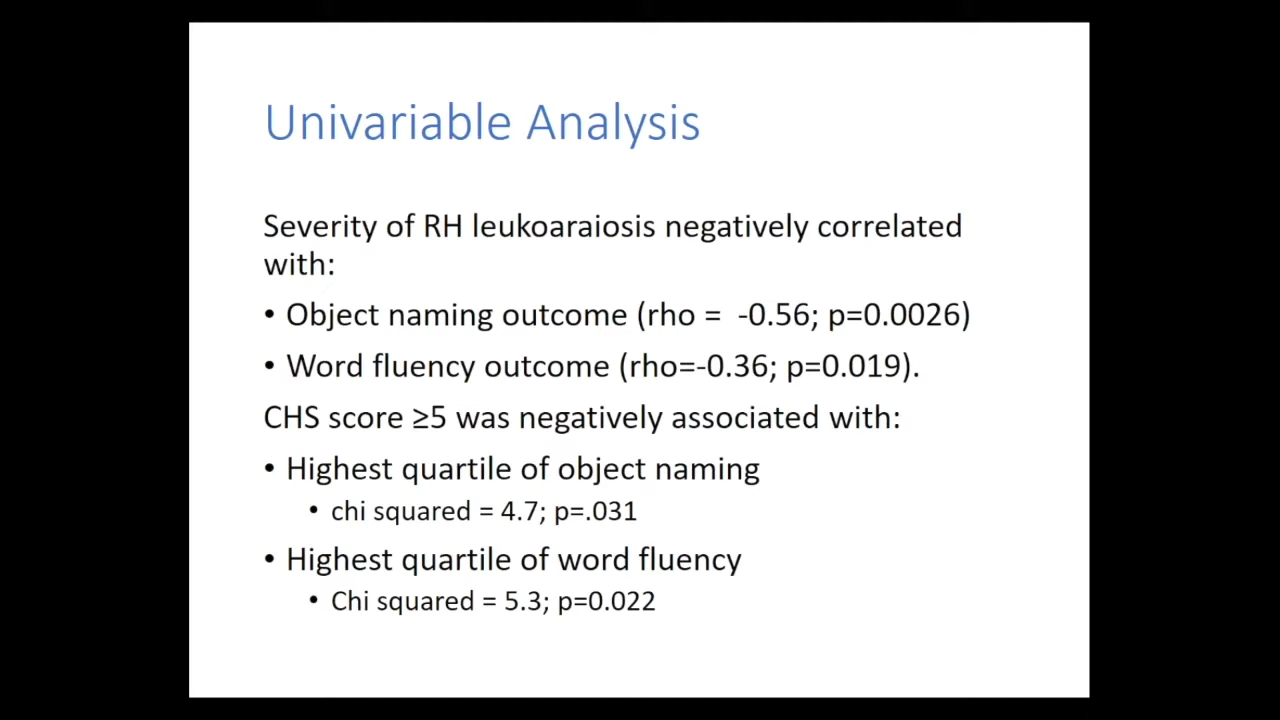 Univariable Analysis
Severity of RH leukoaraiosis negatively correlated
with:
• Object naming outcome (rho =  -0.56; p=0.0026)
• Word fluency outcome (rho=-0.36; p=0.019).
CHS score ≥5 was negatively associated with:
• Highest quartile of object naming
• chi squared = 4.7; p=.031
• Highest quartile of word fluency
• Chi squared = 5.3; p=0.022